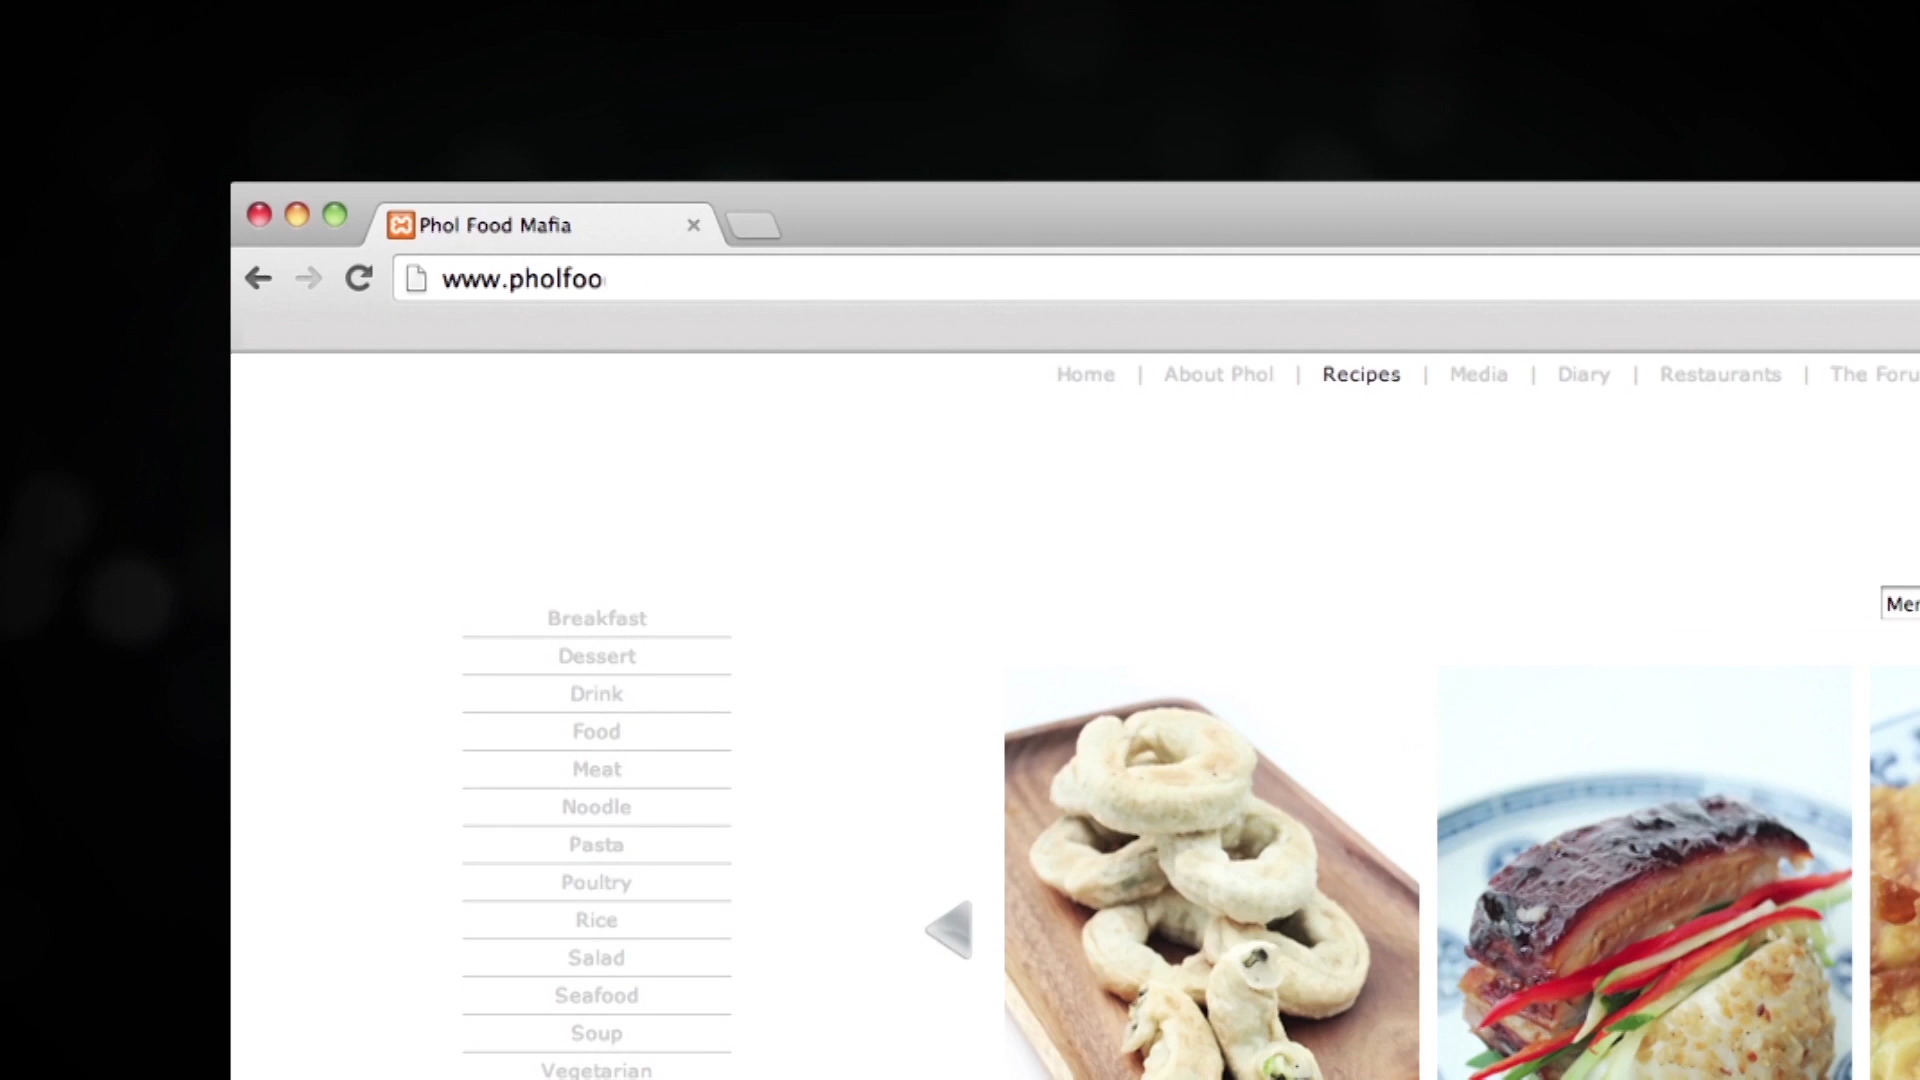 Phol Food Mafia
www.pholfoo
Home | About Phol | Recipes | Media | Diary | Restaurants | The Foru
Mer
Breakfast
Dessert
Drink
Food
Meat
Noodle
Pasta
Poultry
Rice
Salad
Seafood
Soup
Vegetarian